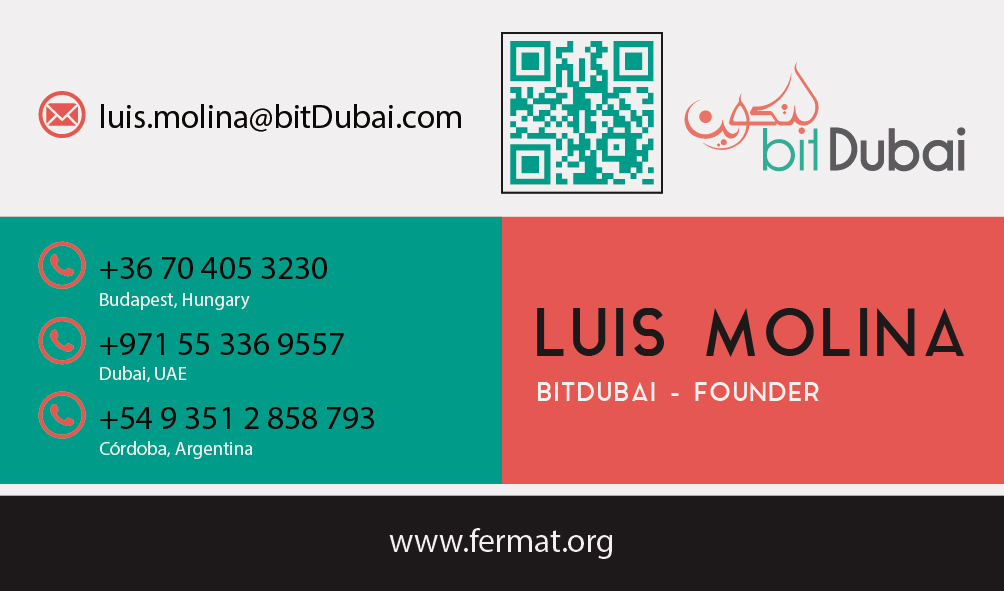 luis.molina@bitDubai.com
بتكوين
bitDubai
+36 70 405 3230
Budapest, Hungary
+971 55 336 9557
Dubai, UAE
+54 9 351 2 858 793
Córdoba, Argentina
LUIS MOLINA
BITDUBAI - FOUNDER
www.fermat.org